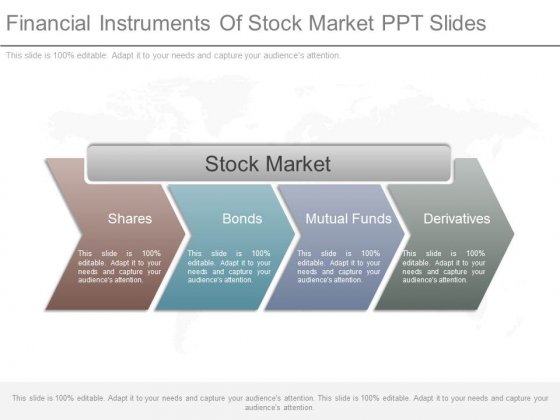 Financial Instruments Of Stock Market PPT Slides
This slide is 100% editable. Adapt it to your needs and capture your audience's attention.
Stock Market
Shares
This slide is 100%
editable. Adapt it to your
needs and capture your
audience's attention.
Bonds
This slide is 100%
editable. Adapt it to your
needs and capture your
audience's attention.
Mutual Funds
This slide is 100%
editable. Adapt it to your
needs and capture your
audience's attention.
Derivatives
This slide is 100%
editable. Adapt it to your
needs and capture your
audience's attention.
This slide is 100% editable. Adapt it to your needs and capture your audience's attention. This slide is 100% editable. Adapt it to your needs and capture your
audience's attention.